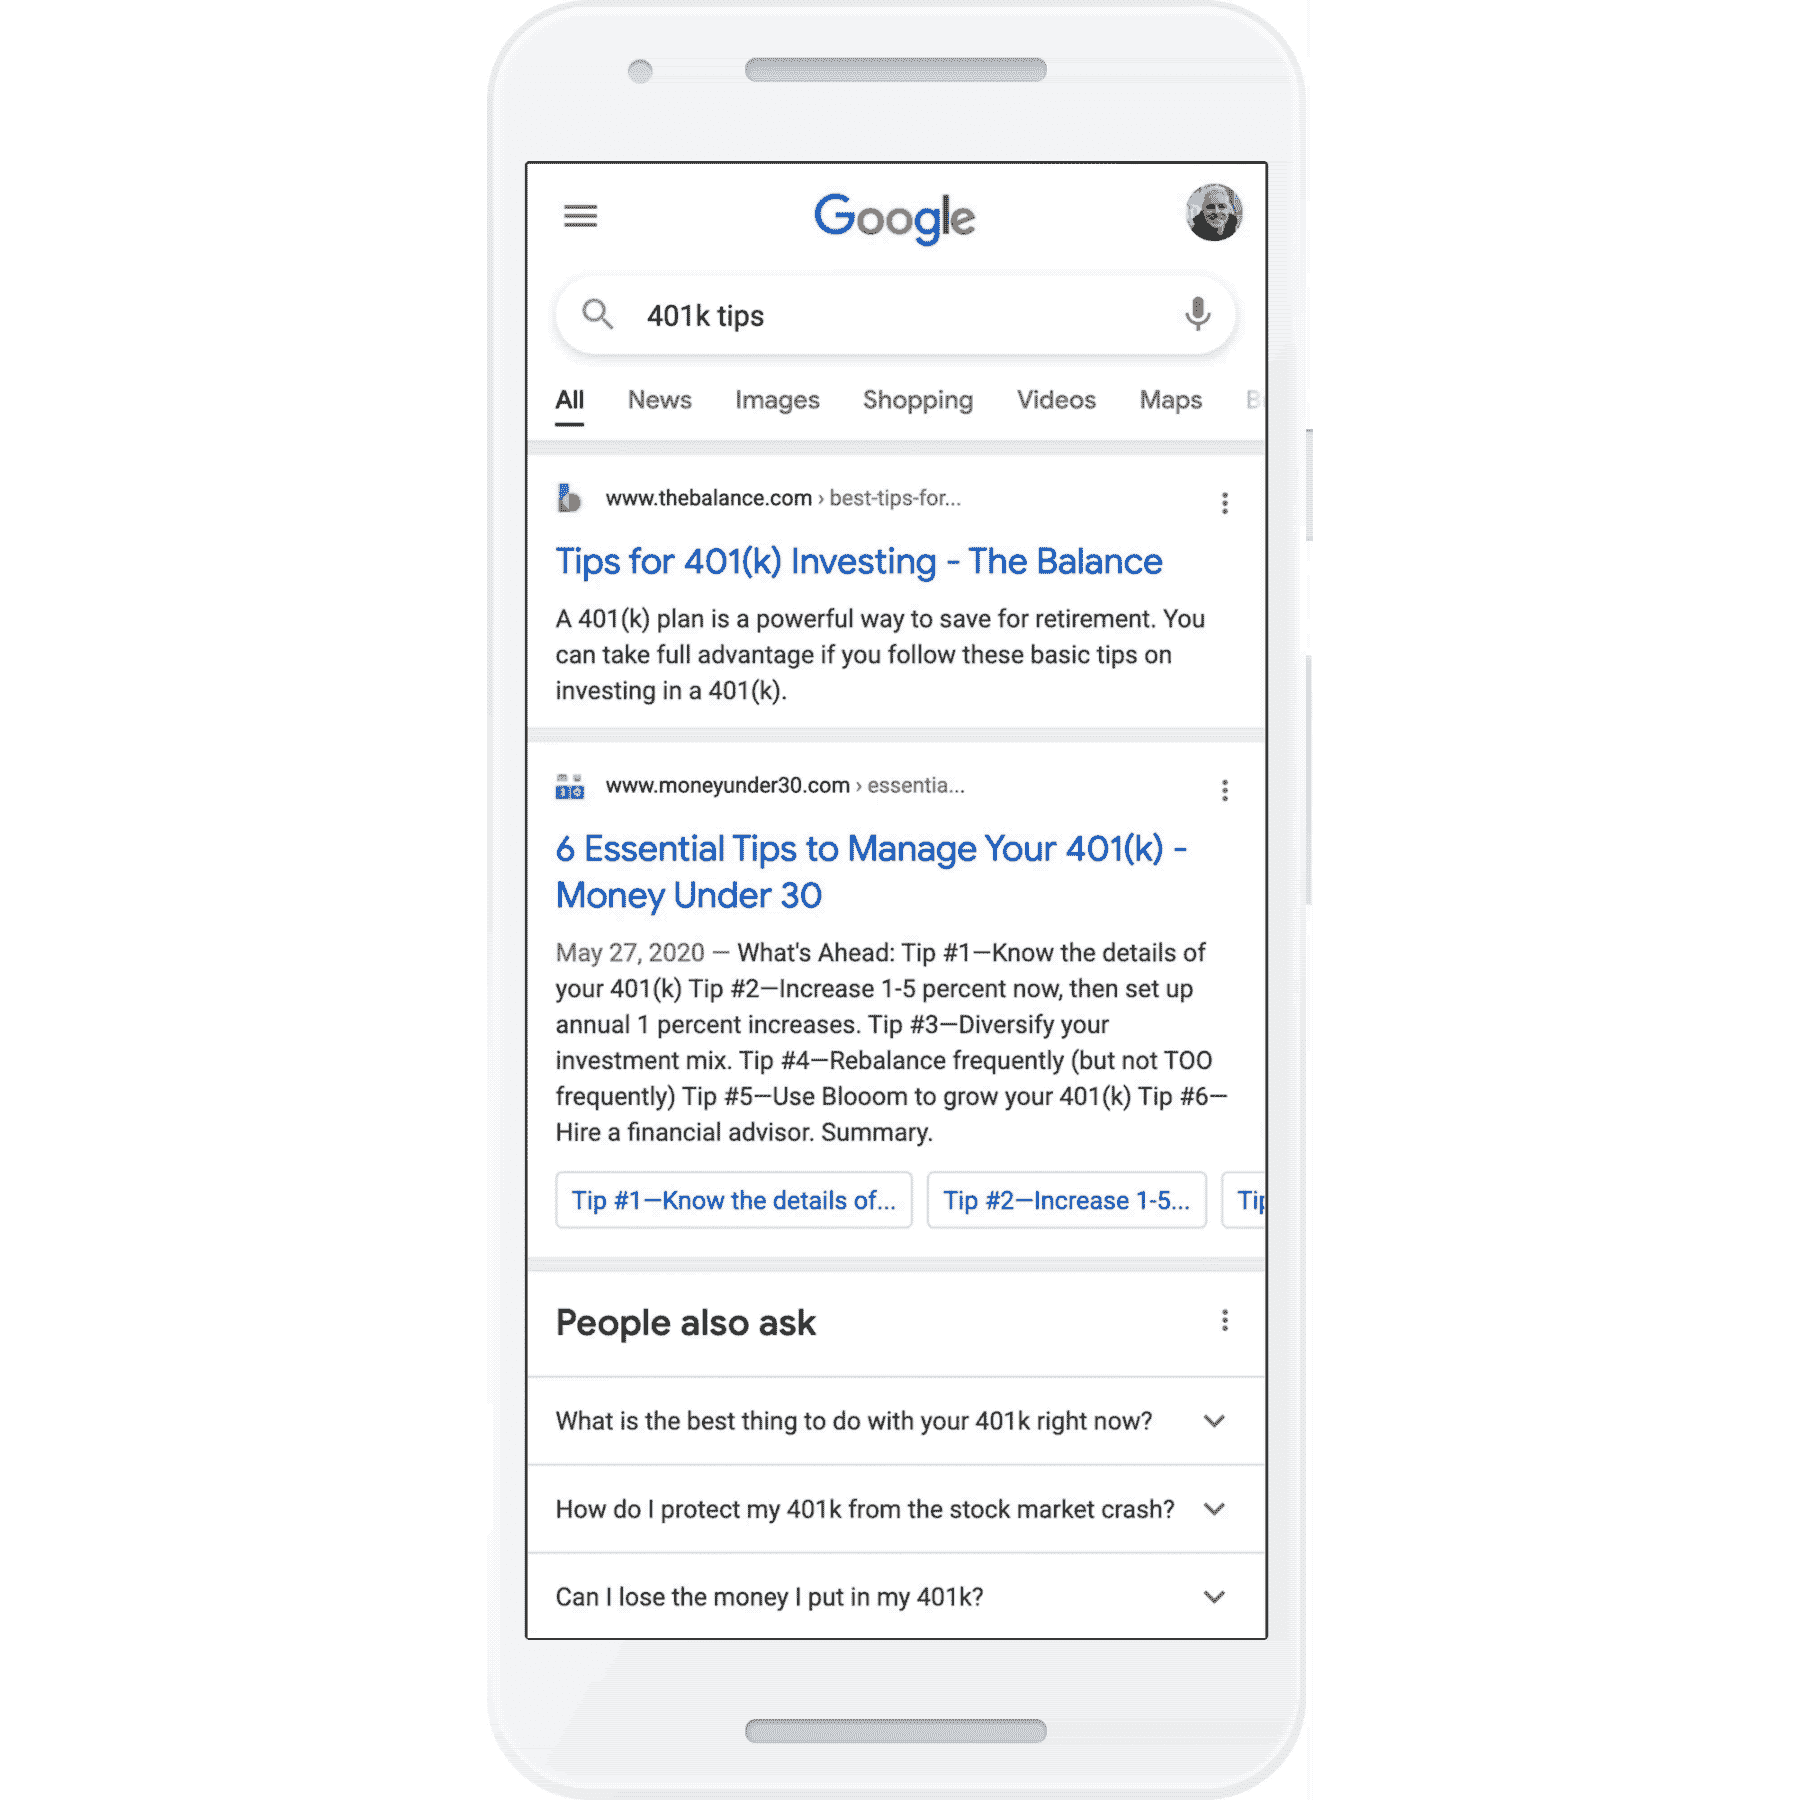 Google
401k tips
All News Images Shopping Videos Maps
www.thebalance.com › best-tips-for...
Tips for 401(k) Investing - The Balance
A 401(k) plan is a powerful way to save for retirement. You
can take full advantage if you follow these basic tips on
investing in a 401(k).
www.moneyunder30.com › essentia...
6 Essential Tips to Manage Your 401(k) -
Money Under 30
May 27, 2020 — What's Ahead: Tip #1—Know the details of
your 401(k) Tip #2—Increase 1-5 percent now, then set up
annual 1 percent increases. Tip #3—Diversify your
investment mix. Tip #4—Rebalance frequently (but not TOO
frequently) Tip #5—Use Blooom to grow your 401(k) Tip #6—
Hire a financial advisor. Summary.
Tip #1—Know the details of... Tip #2—Increase 1-5...
People also ask
What is the best thing to do with your 401k right now?
How do I protect my 401k from the stock market crash?
Can I lose the money I put in my 401k?